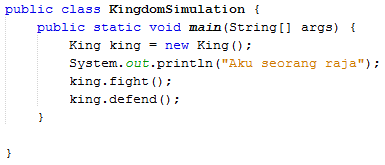 public class KingdomSimulation {
    public static void main(String[] args) {
        King king = new King();
        System.out.println("Aku seorang raja");
        king.fight();
        king.defend();
    }
}